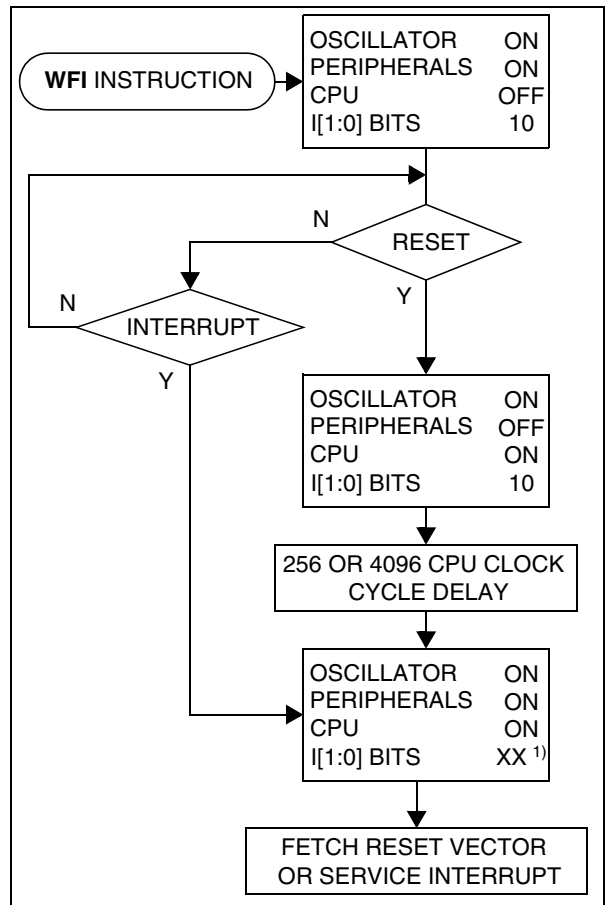 WFI INSTRUCTION
OSCILLATOR ON
PERIPHERALS ON
CPU OFF
I[1:0] BITS 10
N
RESET
Y
N
INTERRUPT
Y
OSCILLATOR ON
PERIPHERALS OFF
CPU ON
I[1:0] BITS 10
256 OR 4096 CPU CLOCK
CYCLE DELAY
OSCILLATOR ON
PERIPHERALS ON
CPU ON
I[1:0] BITS XX 1)
FETCH RESET VECTOR
OR SERVICE INTERRUPT